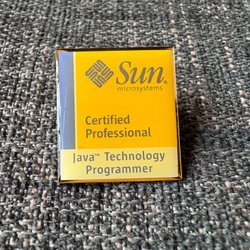 Sun
microsystems
Certified
Professional
Java™ Technology
Programmer